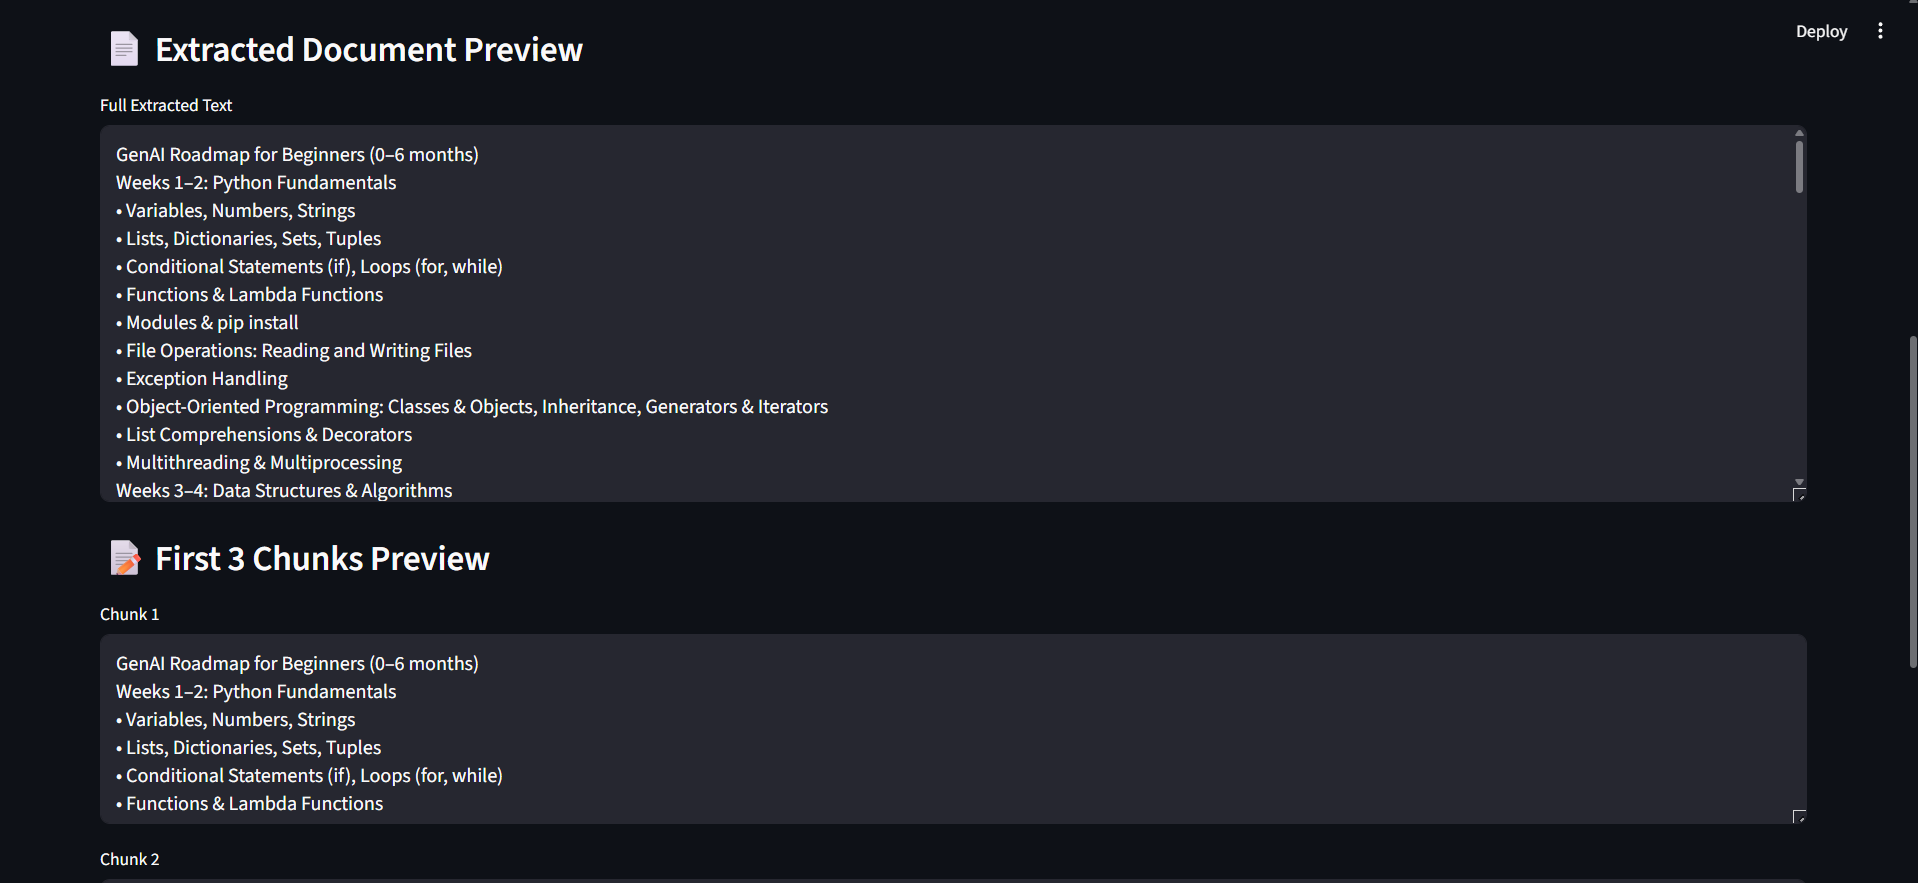 Deploy
Extracted Document Preview
Full Extracted Text
GenAI Roadmap for Beginners (0–6 months)
Weeks 1–2: Python Fundamentals
• Variables, Numbers, Strings
• Lists, Dictionaries, Sets, Tuples
• Conditional Statements (if), Loops (for, while)
• Functions & Lambda Functions
• Modules & pip install
• File Operations: Reading and Writing Files
• Exception Handling
• Object-Oriented Programming: Classes & Objects, Inheritance, Generators & Iterators
• List Comprehensions & Decorators
• Multithreading & Multiprocessing
Weeks 3–4: Data Structures & Algorithms
First 3 Chunks Preview
Chunk 1
GenAI Roadmap for Beginners (0–6 months)
Weeks 1–2: Python Fundamentals
• Variables, Numbers, Strings
• Lists, Dictionaries, Sets, Tuples
• Conditional Statements (if), Loops (for, while)
• Functions & Lambda Functions
Chunk 2